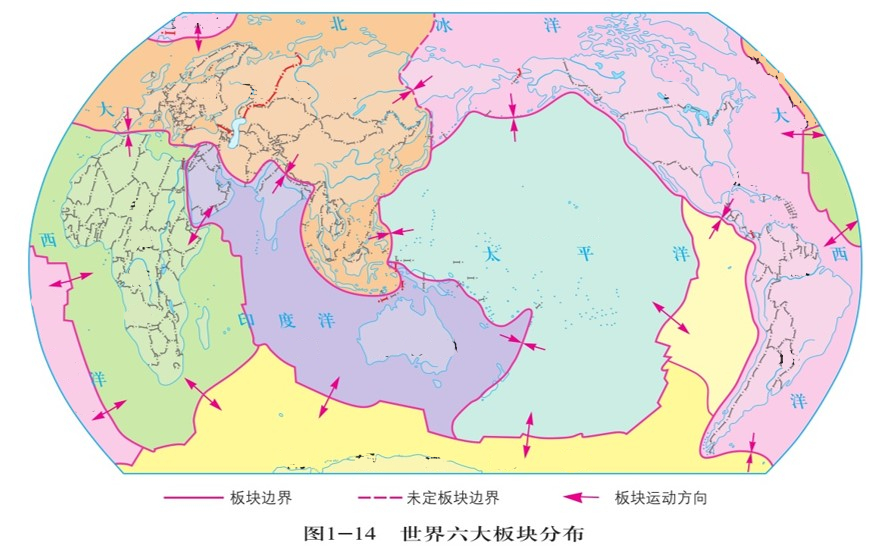 北 冰 洋
大 大
西 太 平 洋 西
印 度 洋
洋 洋
板块边界 未定板块边界 板块运动方向
图1-14 世界六大板块分布